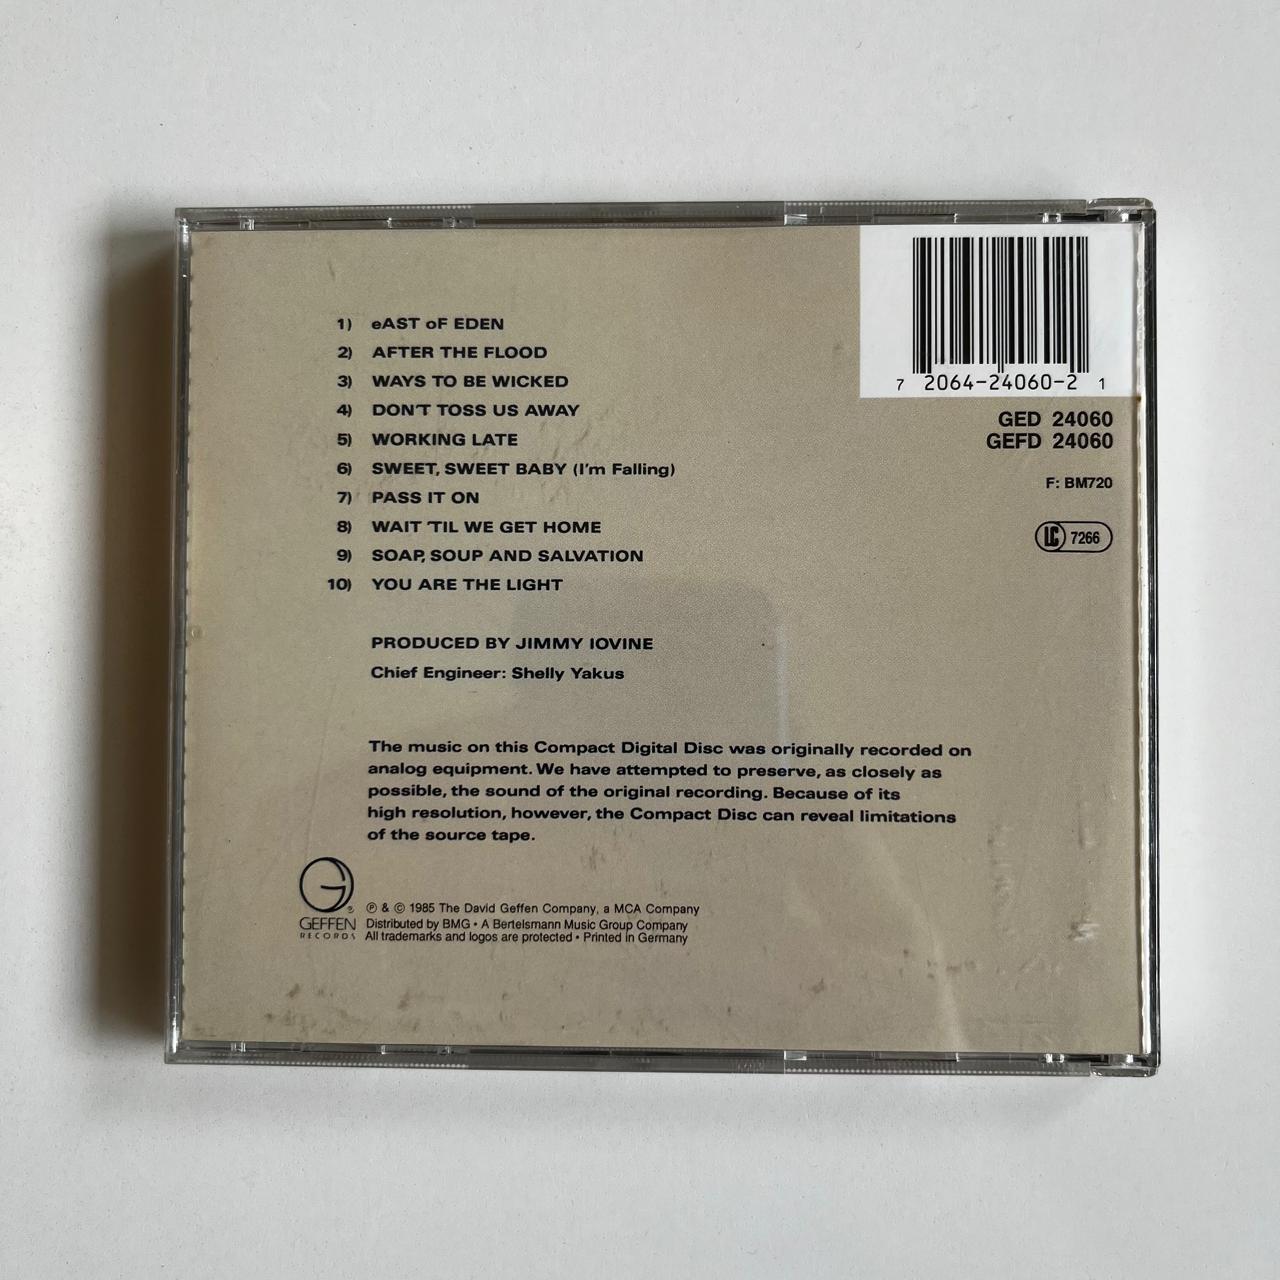 1) eAST oF EDEN
2) AFTER THE FLOOD
3) WAYS TO BE WICKED
4) DON'T TOSS US AWAY
5) WORKING LATE
6) SWEET, SWEET BABY (I'm Falling)
7) PASS IT ON
8) WAIT 'TIL WE GET HOME
9) SOAP, SOUP AND SALVATION
10) YOU ARE THE LIGHT
PRODUCED BY JIMMY IOVINE
Chief Engineer: Shelly Yakus
7 2064-24060-2 1
GED 24060
GEFD 24060
F: BM720
LC 7266
The music on this Compact Digital Disc was originally recorded on
analog equipment. We have attempted to preserve, as closely as
possible, the sound of the original recording. Because of its
high resolution, however, the Compact Disc can reveal limitations
of the source tape.
G
®
GEFFEN
RECORDS
℗ & © 1985 The David Geffen Company, a MCA Company
Distributed by BMG • A Bertelsmann Music Group Company
All trademarks and logos are protected • Printed in Germany